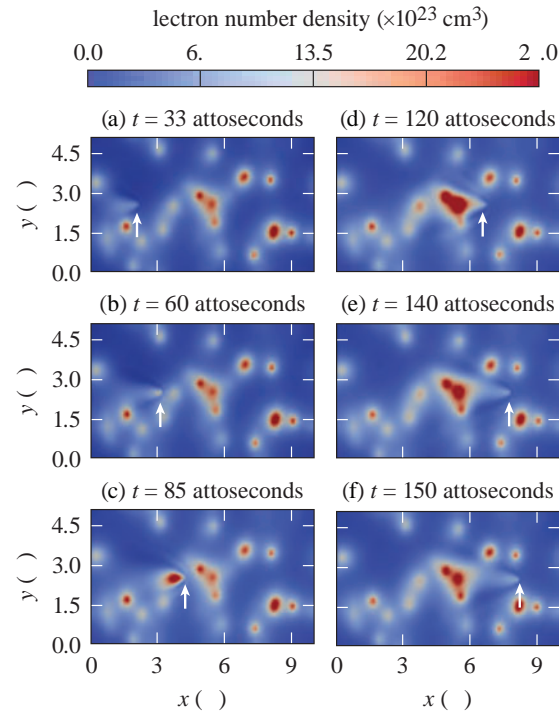 lectron number density (×10²³ cm³)
0.0 6. 13.5 20.2 2 .0
(a) t = 33 attoseconds
(d) t = 120 attoseconds
4.5
3.0
1.5
0.0
y ( )
(b) t = 60 attoseconds
(e) t = 140 attoseconds
4.5
3.0
1.5
0.0
y ( )
(c) t = 85 attoseconds
(f) t = 150 attoseconds
4.5
3.0
1.5
0.0
y ( )
0 3 6 9
3 6 9
x ( )
x ( )